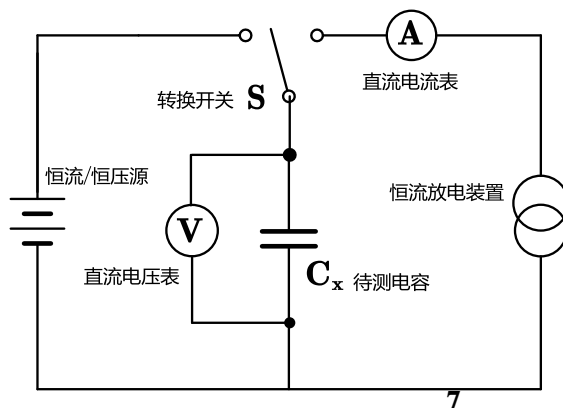 A
直流电流表
转换开关 S
恒流/恒压源
恒流放电装置
V
直流电压表
Cx 待测电容
7